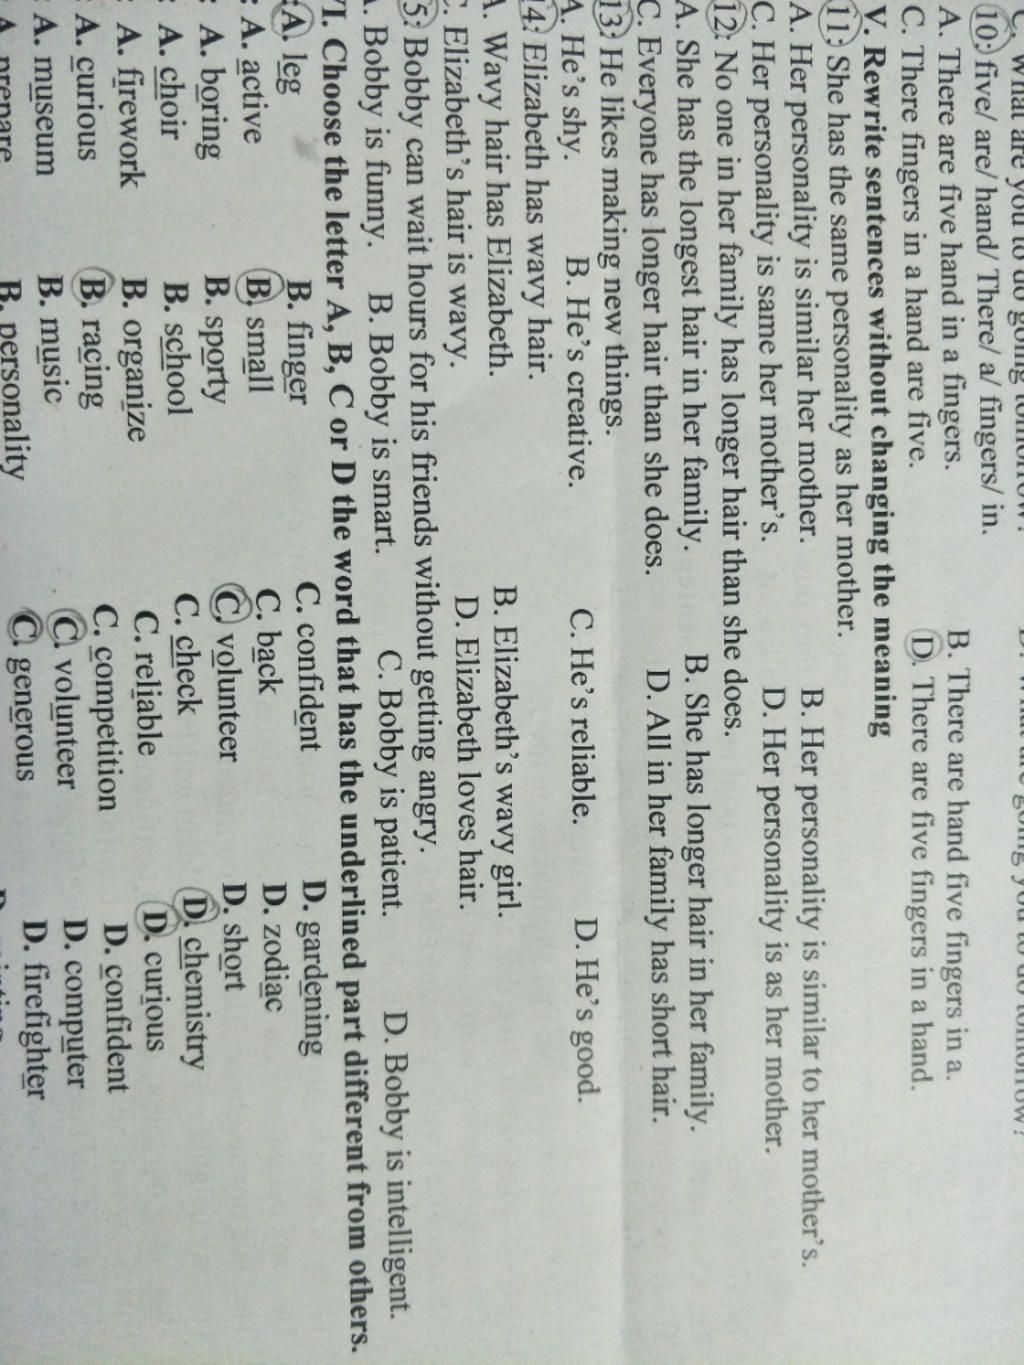 C. What are you to do going tomorrow?
10: five/ are/ hand/ There/ a/ fingers/ in.
A. There are five hand in a fingers. B. There are hand five fingers in a.
C. There fingers in a hand are five. D. There are five fingers in a hand.
V. Rewrite sentences without changing the meaning
11: She has the same personality as her mother.
A. Her personality is similar her mother. B. Her personality is similar to her mother's.
C. Her personality is same her mother's. D. Her personality is as her mother.
12: No one in her family has longer hair than she does.
A. She has the longest hair in her family. B. She has longer hair in her family.
C. Everyone has longer hair than she does. D. All in her family has short hair.
13: He likes making new things.
A. He's shy. B. He's creative. C. He's reliable. D. He's good.
14: Elizabeth has wavy hair.
A. Wavy hair has Elizabeth. B. Elizabeth's wavy girl.
C. Elizabeth's hair is wavy. D. Elizabeth loves hair.
5: Bobby can wait hours for his friends without getting angry.
. Bobby is funny. B. Bobby is smart. C. Bobby is patient. D. Bobby is intelligent.
I. Choose the letter A, B, C or D the word that has the underlined part different from others.
: A. leg B. finger C. confident D. gardening
: A. active B. small C. back D. zodiac
: A. boring B. sporty C. volunteer D. short
: A. choir B. school C. check D. chemistry
: A. firework B. organize C. reliable D. curious
: A. curious B. racing C. competition D. confident
: A. museum B. music C. volunteer D. computer
A. prepare B. personality C. generous D. firefighter